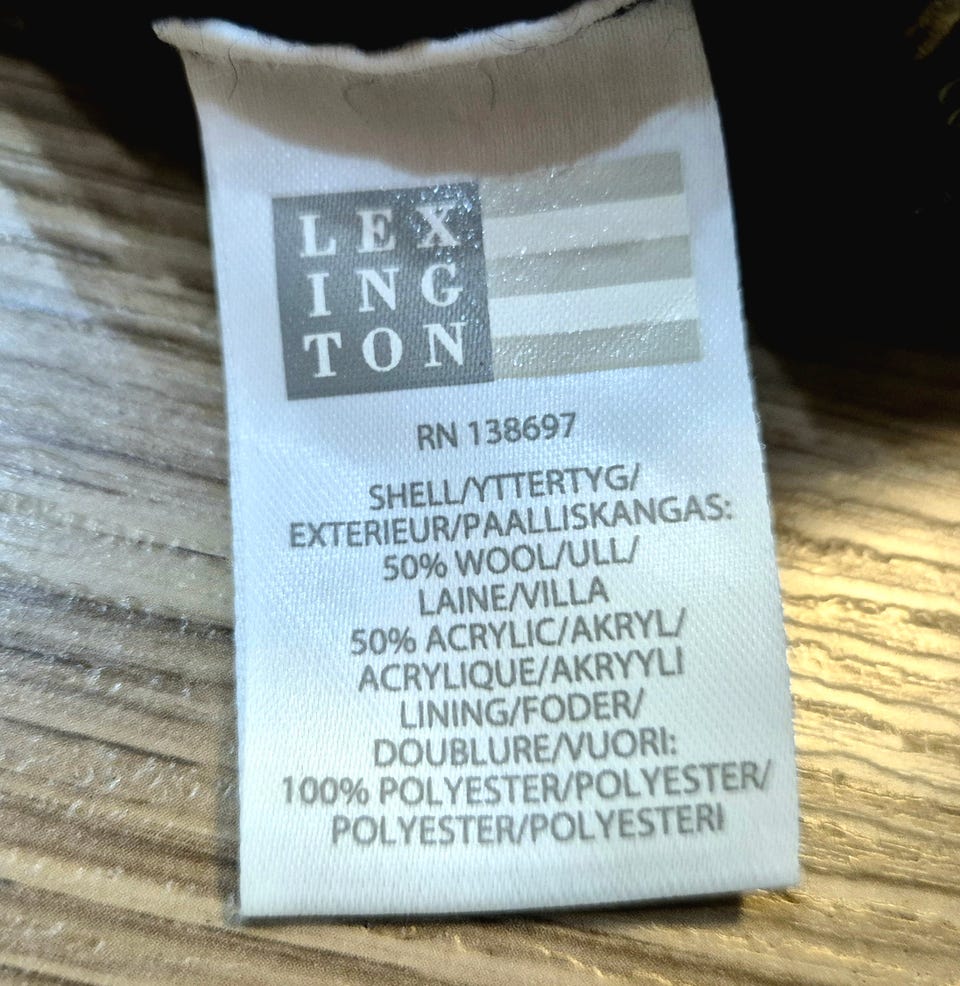 LEX
ING
TON
RN 138697
SHELL/YTTERTYG/
EXTERIEUR/PAALLISKANGAS:
50% WOOL/ULL/
LAINE/VILLA
50% ACRYLIC/AKRYL/
ACRYLIQUE/AKRYYLI
LINING/FODER/
DOUBLURE/VUORI:
100% POLYESTER/POLYESTER/
POLYESTER/POLYESTERI